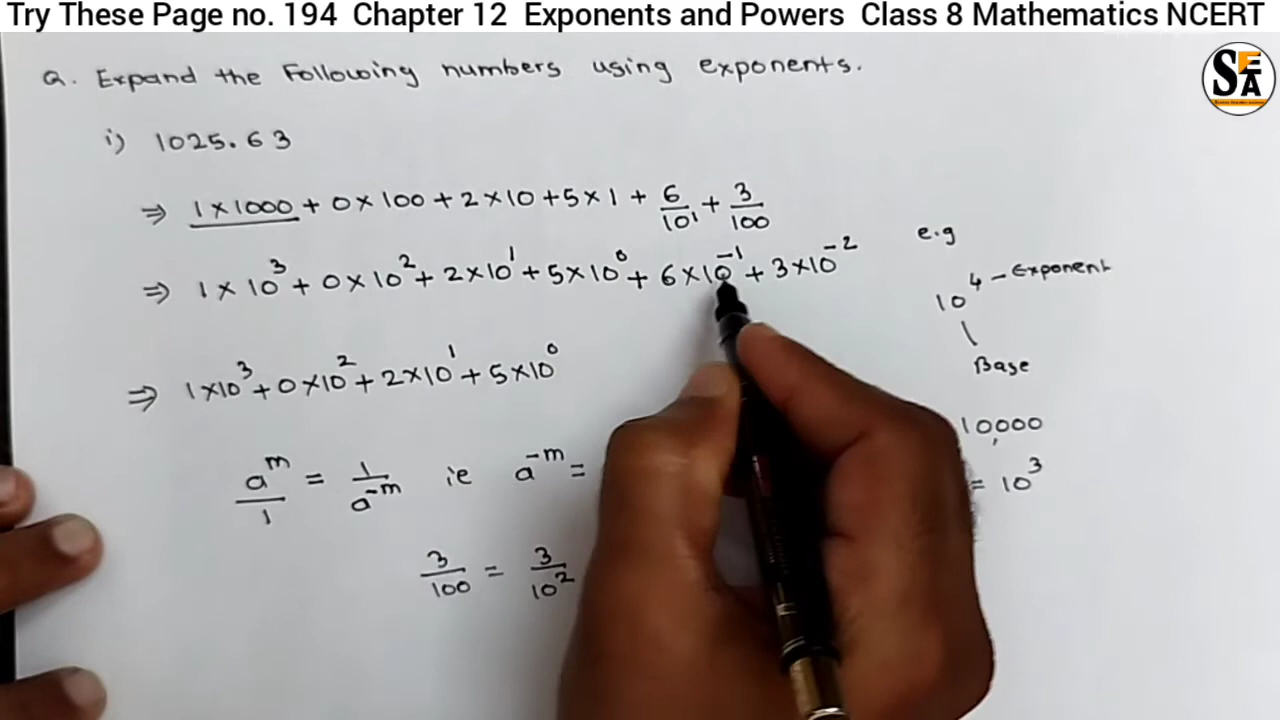 Try These Page no. 194 Chapter 12 Exponents and Powers Class 8 Mathematics NCERT
Q. Expand the Following numbers using exponents.
SEA
i) 1025.63
⇒ 1 × 1000 + 0 × 100 + 2 × 10 + 5 × 1 + 6/10¹ + 3/100
⇒ 1 × 10³ + 0 × 10² + 2 × 10¹ + 5 × 10⁰ + 6 × 10⁻¹ + 3 × 10⁻²
e.g
10⁴ – Exponent
Base
⇒ 1 × 10³ + 0 × 10² + 2 × 10¹ + 5 × 10⁰
10,000
= 10³
aᵐ/1 = 1/a⁻ᵐ ie a⁻ᵐ =
3/100 = 3/10²